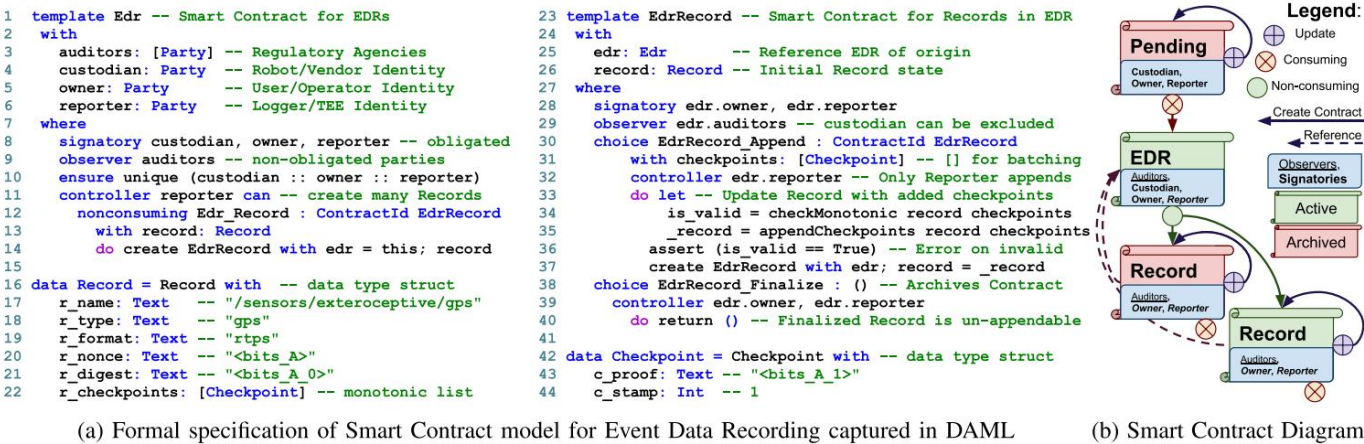 1 template Edr -- Smart Contract for EDRs
2 with
3 auditors: [Party] -- Regulatory Agencies
4 custodian: Party -- Robot/Vendor Identity
5 owner: Party -- User/Operator Identity
6 reporter: Party -- Logger/TEE Identity
7 where
8 signatory custodian, owner, reporter -- obligated
9 observer auditors -- non-obligated parties
10 ensure unique (custodian :: owner :: reporter)
11 controller reporter can -- create many Records
12 nonconsuming Edr_Record : ContractId EdrRecord
13 with record: Record
14 do create EdrRecord with edr = this; record
15
16 data Record = Record with -- data type struct
17 r_name: Text -- "/sensors/exteroceptive/gps"
18 r_type: Text -- "gps"
19 r_format: Text -- "rtps"
20 r_nonce: Text -- "<bits_A>"
21 r_digest: Text -- "<bits_A_0>"
22 r_checkpoints: [Checkpoint] -- monotonic list
23 template EdrRecord -- Smart Contract for Records in EDR
24 with
25 edr: Edr -- Reference EDR of origin
26 record: Record -- Initial Record state
27 where
28 signatory edr.owner, edr.reporter
29 observer edr.auditors -- custodian can be excluded
30 choice EdrRecord_Append : ContractId EdrRecord
31 with checkpoints: [Checkpoint] -- [] for batching
32 controller edr.reporter -- Only Reporter appends
33 do let -- Update Record with added checkpoints
34 is_valid = checkMonotonic record checkpoints
35 _record = appendCheckpoints record checkpoints
36 assert (is_valid == True) -- Error on invalid
37 create EdrRecord with edr; record = _record
38 choice EdrRecord_Finalize : () -- Archives Contract
39 controller edr.owner, edr.reporter
40 do return () -- Finalized Record is un-appendable
41
42 data Checkpoint = Checkpoint with -- data type struct
43 c_proof: Text -- "<bits_A_1>"
44 c_stamp: Int -- 1
(a) Formal specification of Smart Contract model for Event Data Recording captured in DAML
Pending
Custodian,
Owner, Reporter
EDR
Auditors,
Custodian,
Owner, Reporter
Record
Auditors,
Owner, Reporter
Record
Auditors,
Owner, Reporter
Legend:
Update
Consuming
Non-consuming
Create Contract
Reference
Observers,
Signatories
Active
Archived
(b) Smart Contract Diagram